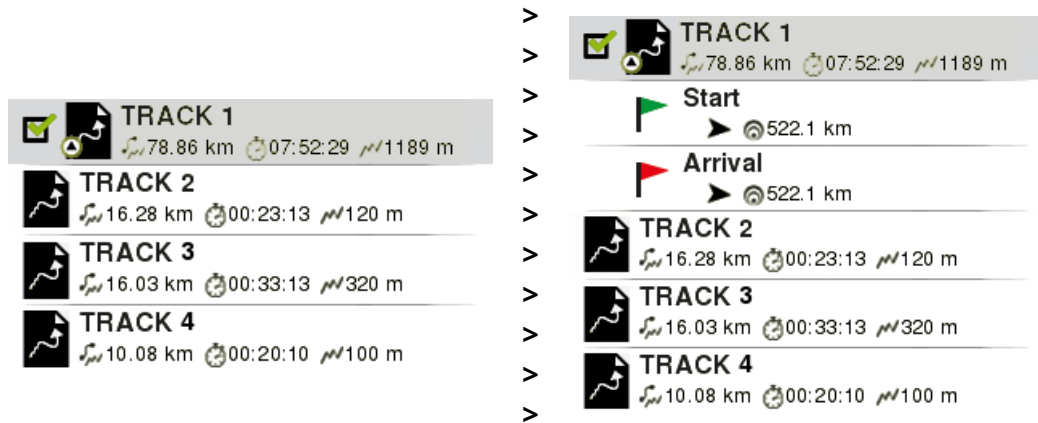 TRACK 1
78.86 km 07:52:29 1189 m
TRACK 2
16.28 km 00:23:13 120 m
TRACK 3
16.03 km 00:33:13 320 m
TRACK 4
10.08 km 00:20:10 100 m
>
>
>
>
>
>
>
>
>
>
>
TRACK 1
78.86 km 07:52:29 1189 m
Start
522.1 km
Arrival
522.1 km
TRACK 2
16.28 km 00:23:13 120 m
TRACK 3
16.03 km 00:33:13 320 m
TRACK 4
10.08 km 00:20:10 100 m